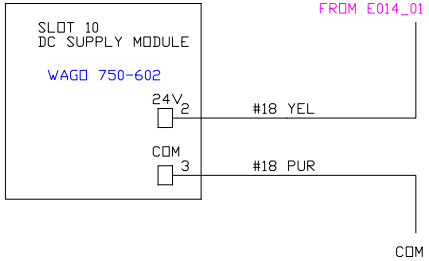 FROM E014_01
SLOT 10
DC SUPPLY MODULE
WAGO 750-602
24V
2
#18 YEL
COM
3
#18 PUR
COM